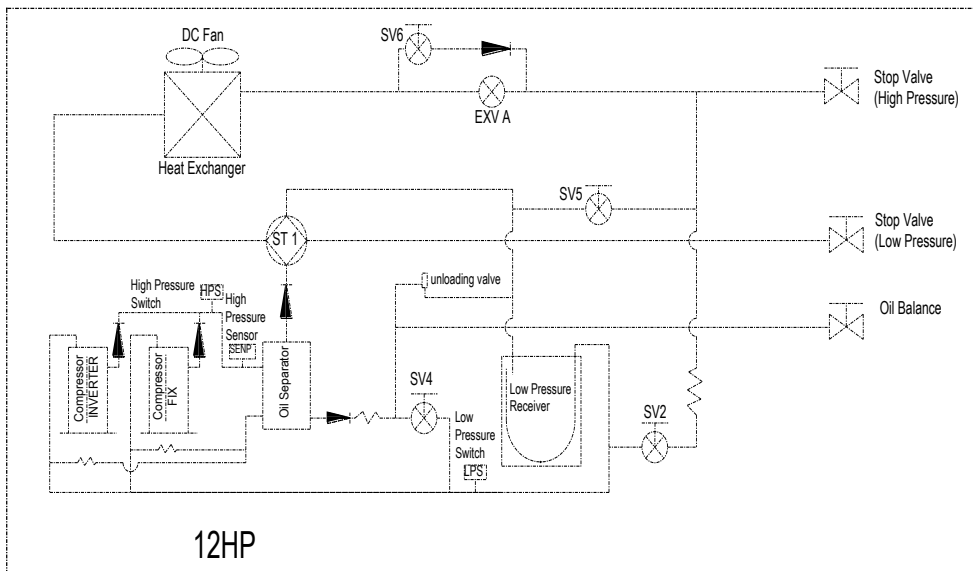 DC Fan
SV6
Stop Valve
(High Pressure)
EXV A
Heat Exchanger
SV5
ST 1
Stop Valve
(Low Pressure)
unloading valve
High Pressure
Switch
HPS
High
Pressure
Sensor
SENP
Oil Balance
Compressor
INVERTER
Compressor
FIX
Oil Separator
SV4
Low
Pressure
Switch
LPS
Low Pressure
Receiver
SV2
12HP